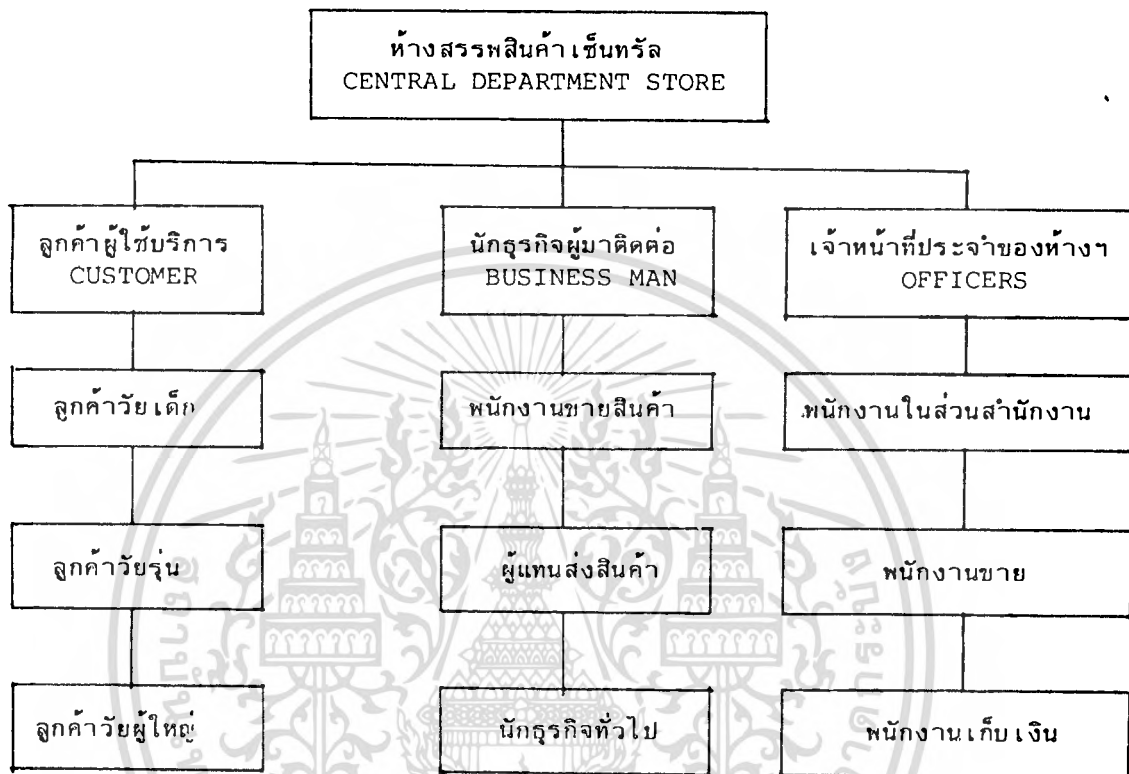 ห้างสรรพสินค้าเซ็นทรัล
CENTRAL DEPARTMENT STORE
ลูกค้าผู้ใช้บริการ
CUSTOMER
นักธุรกิจผู้มาติดต่อ
BUSINESS MAN
เจ้าหน้าที่ประจำของห้างฯ
OFFICERS
ลูกค้าวัยเด็ก
พนักงานขายสินค้า
พนักงานในส่วนสำนักงาน
ลูกค้าวัยรุ่น
ผู้แทนส่งสินค้า
พนักงานขาย
ลูกค้าวัยผู้ใหญ่
นักธุรกิจทั่วไป
พนักงานเก็บเงิน